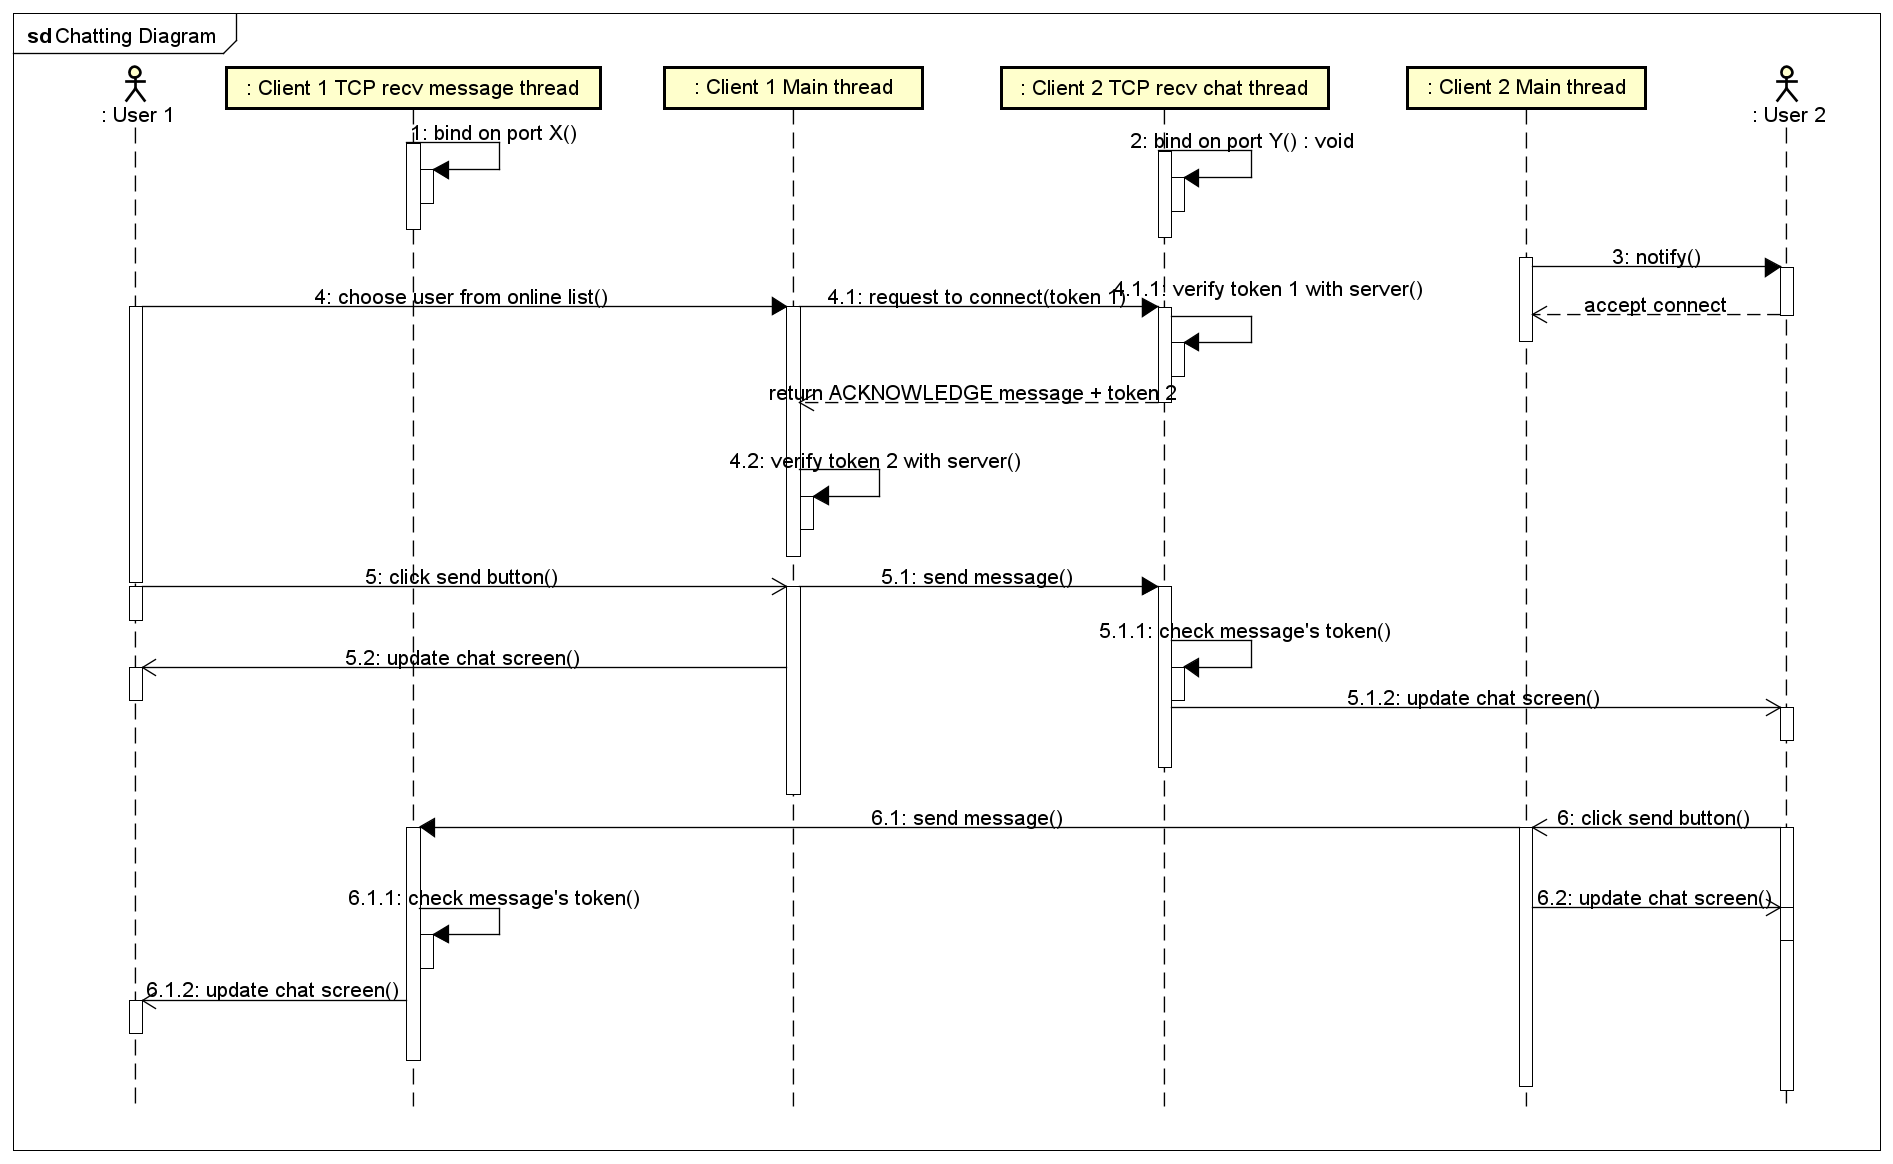 sd Chatting Diagram
: User 1
: Client 1 TCP recv message thread
: Client 1 Main thread
: Client 2 TCP recv chat thread
: Client 2 Main thread
: User 2
1: bind on port X()
2: bind on port Y() : void
3: notify()
4: choose user from online list()
4.1: request to connect(token 1)
4.1.1: verify token 1 with server()
accept connect
return ACKNOWLEDGE message + token 2
4.2: verify token 2 with server()
5: click send button()
5.1: send message()
5.1.1: check message's token()
5.2: update chat screen()
5.1.2: update chat screen()
6.1: send message()
6: click send button()
6.1.1: check message's token()
6.2: update chat screen()
6.1.2: update chat screen()